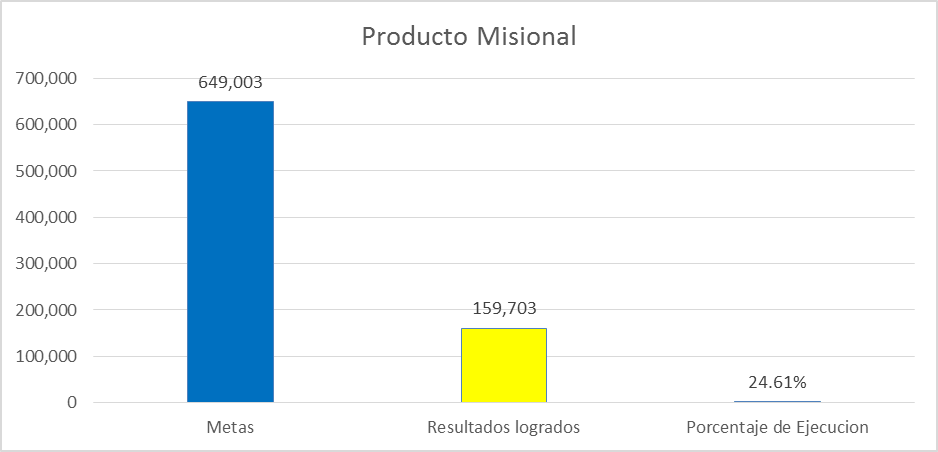 Producto Misional
700,000
600,000
500,000
400,000
300,000
200,000
100,000
0
649,003
159,703
24.61%
Metas
Resultados logrados
Porcentaje de Ejecucion